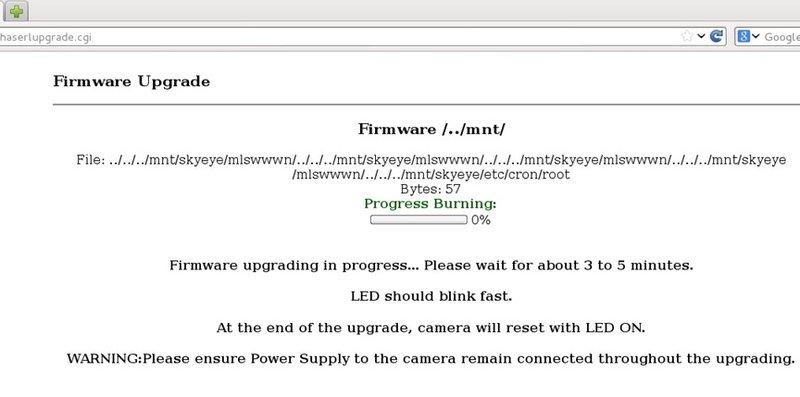 haserlupgrade.cgi
Google
Firmware Upgrade
Firmware /../mnt/
File: ../../../mnt/skyeye/mlswwwn/../../../mnt/skyeye/mlswwwn/../../../mnt/skyeye/mlswwwn/../../../mnt/skyeye
/mlswwwn/../../../mnt/skyeye/etc/cron/root
Bytes: 57
Progress Burning:
0%
Firmware upgrading in progress... Please wait for about 3 to 5 minutes.
LED should blink fast.
At the end of the upgrade, camera will reset with LED ON.
WARNING:Please ensure Power Supply to the camera remain connected throughout the upgrading.